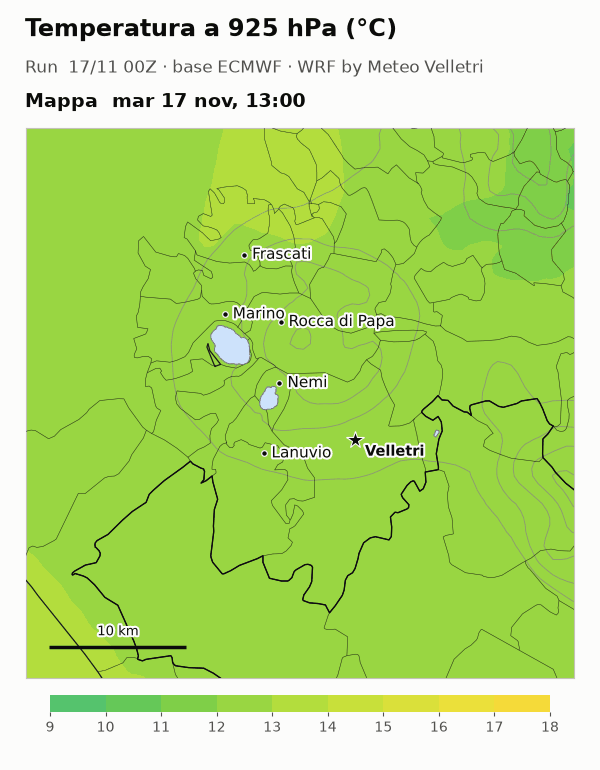 Temperatura a 925 hPa (°C)
Run  17/11 00Z · base ECMWF · WRF by Meteo Velletri
Mappa  mar 17 nov, 13:00
Frascati
Marino
Rocca di Papa
Nemi
Velletri
Lanuvio
10 km
9 10 11 12 13 14 15 16 17 18